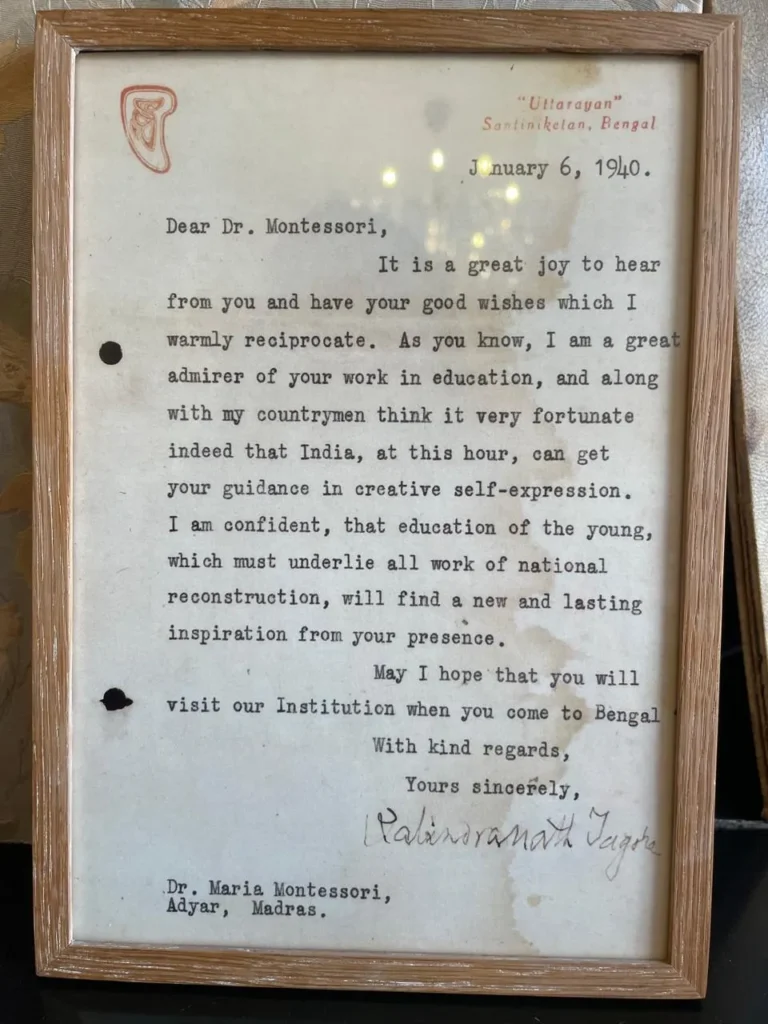 "Uttarayan"
Santiniketan, Bengal
January 6, 1940.
Dear Dr. Montessori,
It is a great joy to hear
from you and have your good wishes which I
warmly reciprocate. As you know, I am a great
admirer of your work in education, and along
with my countrymen think it very fortunate
indeed that India, at this hour, can get
your guidance in creative self-expression.
I am confident, that education of the young,
which must underlie all work of national
reconstruction, will find a new and lasting
inspiration from your presence.
May I hope that you will
visit our Institution when you come to Bengal
With kind regards,
Yours sincerely,
Rabindranath Tagore
Dr. Maria Montessori,
Adyar, Madras.